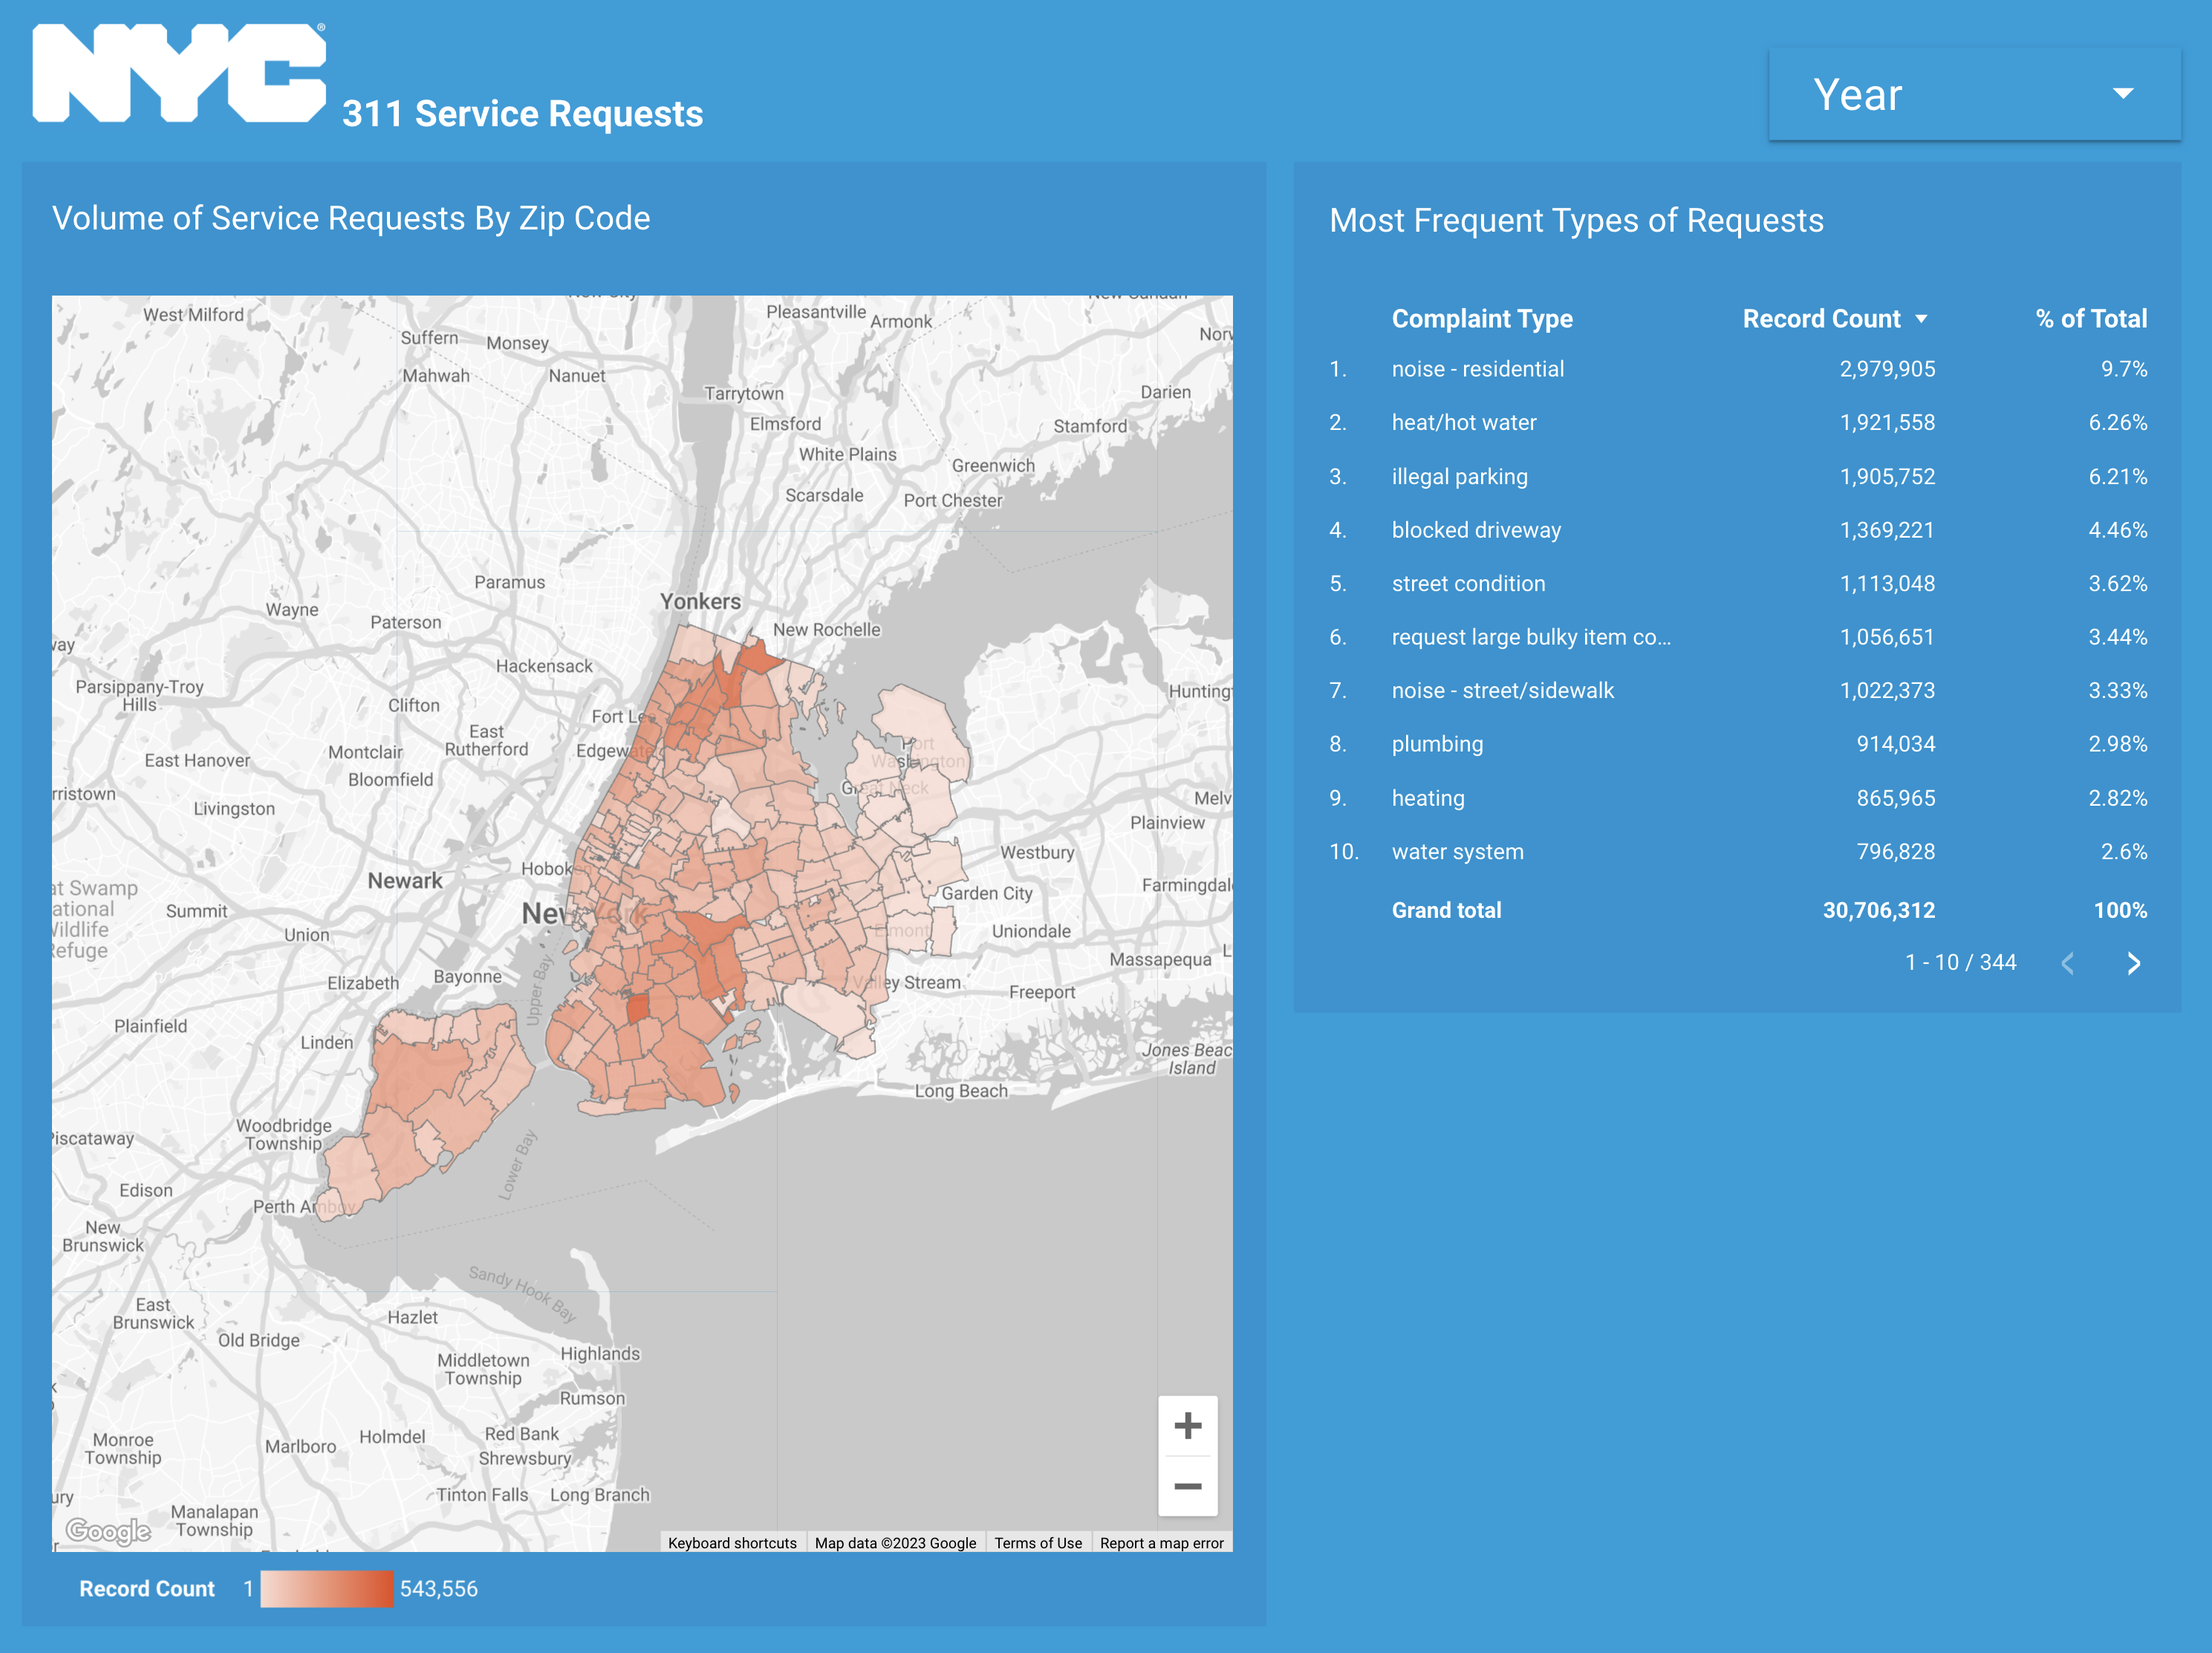 NYC®
311 Service Requests
Year
Volume of Service Requests By Zip Code
Most Frequent Types of Requests
Complaint Type Record Count % of Total
1. noise - residential 2,979,905 9.7%
2. heat/hot water 1,921,558 6.26%
3. illegal parking 1,905,752 6.21%
4. blocked driveway 1,369,221 4.46%
5. street condition 1,113,048 3.62%
6. request large bulky item co... 1,056,651 3.44%
7. noise - street/sidewalk 1,022,373 3.33%
8. plumbing 914,034 2.98%
9. heating 865,965 2.82%
10. water system 796,828 2.6%
Grand total 30,706,312 100%
1 - 10 / 344
West Milford
Pleasantville
Armonk
Suffern
Monsey
Mahwah
Nanuet
Tarrytown
Darien
Elmsford
Stamford
White Plains
Greenwich
Scarsdale
Port Chester
Paramus
Yonkers
Wayne
Paterson
New Rochelle
Hackensack
Parsippany-Troy
Hills
Clifton
Fort Lee
East
Rutherford
Montclair
Edgewater
East Hanover
Bloomfield
Port
Washington
Great Neck
Livingston
Plainview
Westbury
Hoboken
Newark
Garden City
Summit
New York
Union
Elmont
Uniondale
Massapequa
Elizabeth
Bayonne
Valley Stream
Freeport
Upper Bay
Plainfield
Linden
Jones Beac
Island
Long Beach
Woodbridge
Township
Piscataway
Lower Bay
Edison
Perth Amboy
New
Brunswick
Sandy Hook Bay
East
Brunswick
Hazlet
Old Bridge
Highlands
Middletown
Township
Rumson
Monroe
Township
Marlboro
Holmdel
Red Bank
Shrewsbury
Tinton Falls
Long Branch
Manalapan
Township
Google
Keyboard shortcuts Map data ©2023 Google Terms of Use Report a map error
Record Count 1 543,556